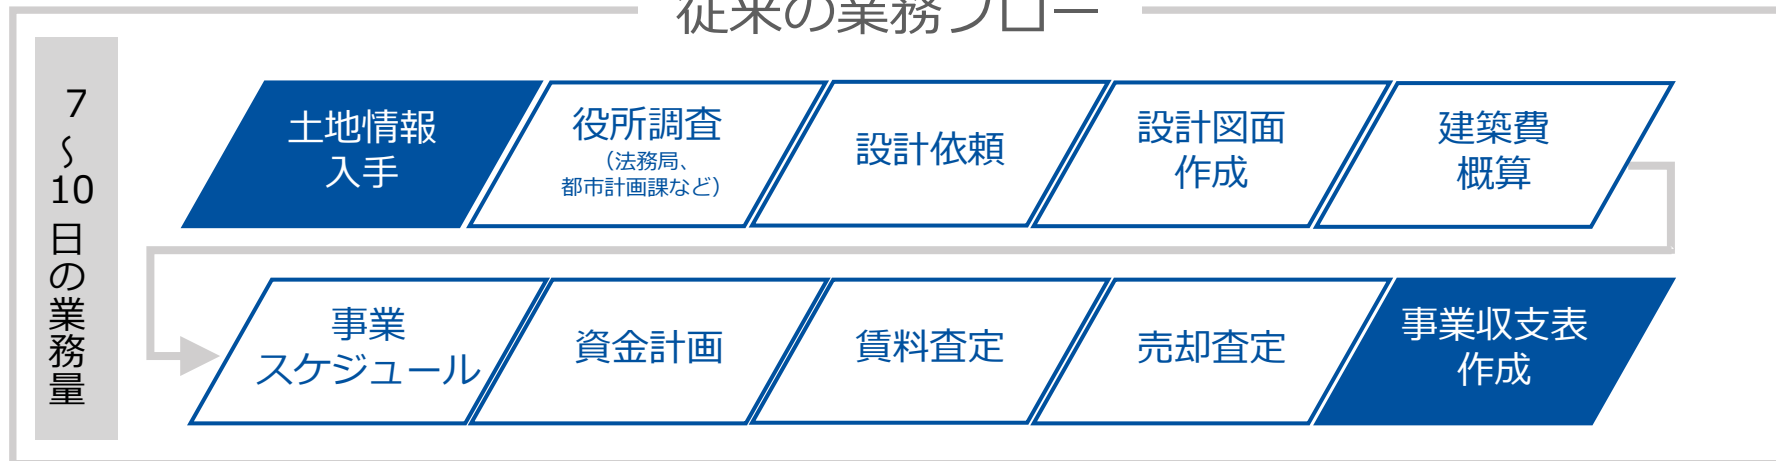 従来の業務フロー
7～10日の業務量
土地情報
入手
役所調査
（法務局、
都市計画課など）
設計依頼
設計図面
作成
建築費
概算
事業
スケジュール
資金計画
賃料査定
売却査定
事業収支表
作成